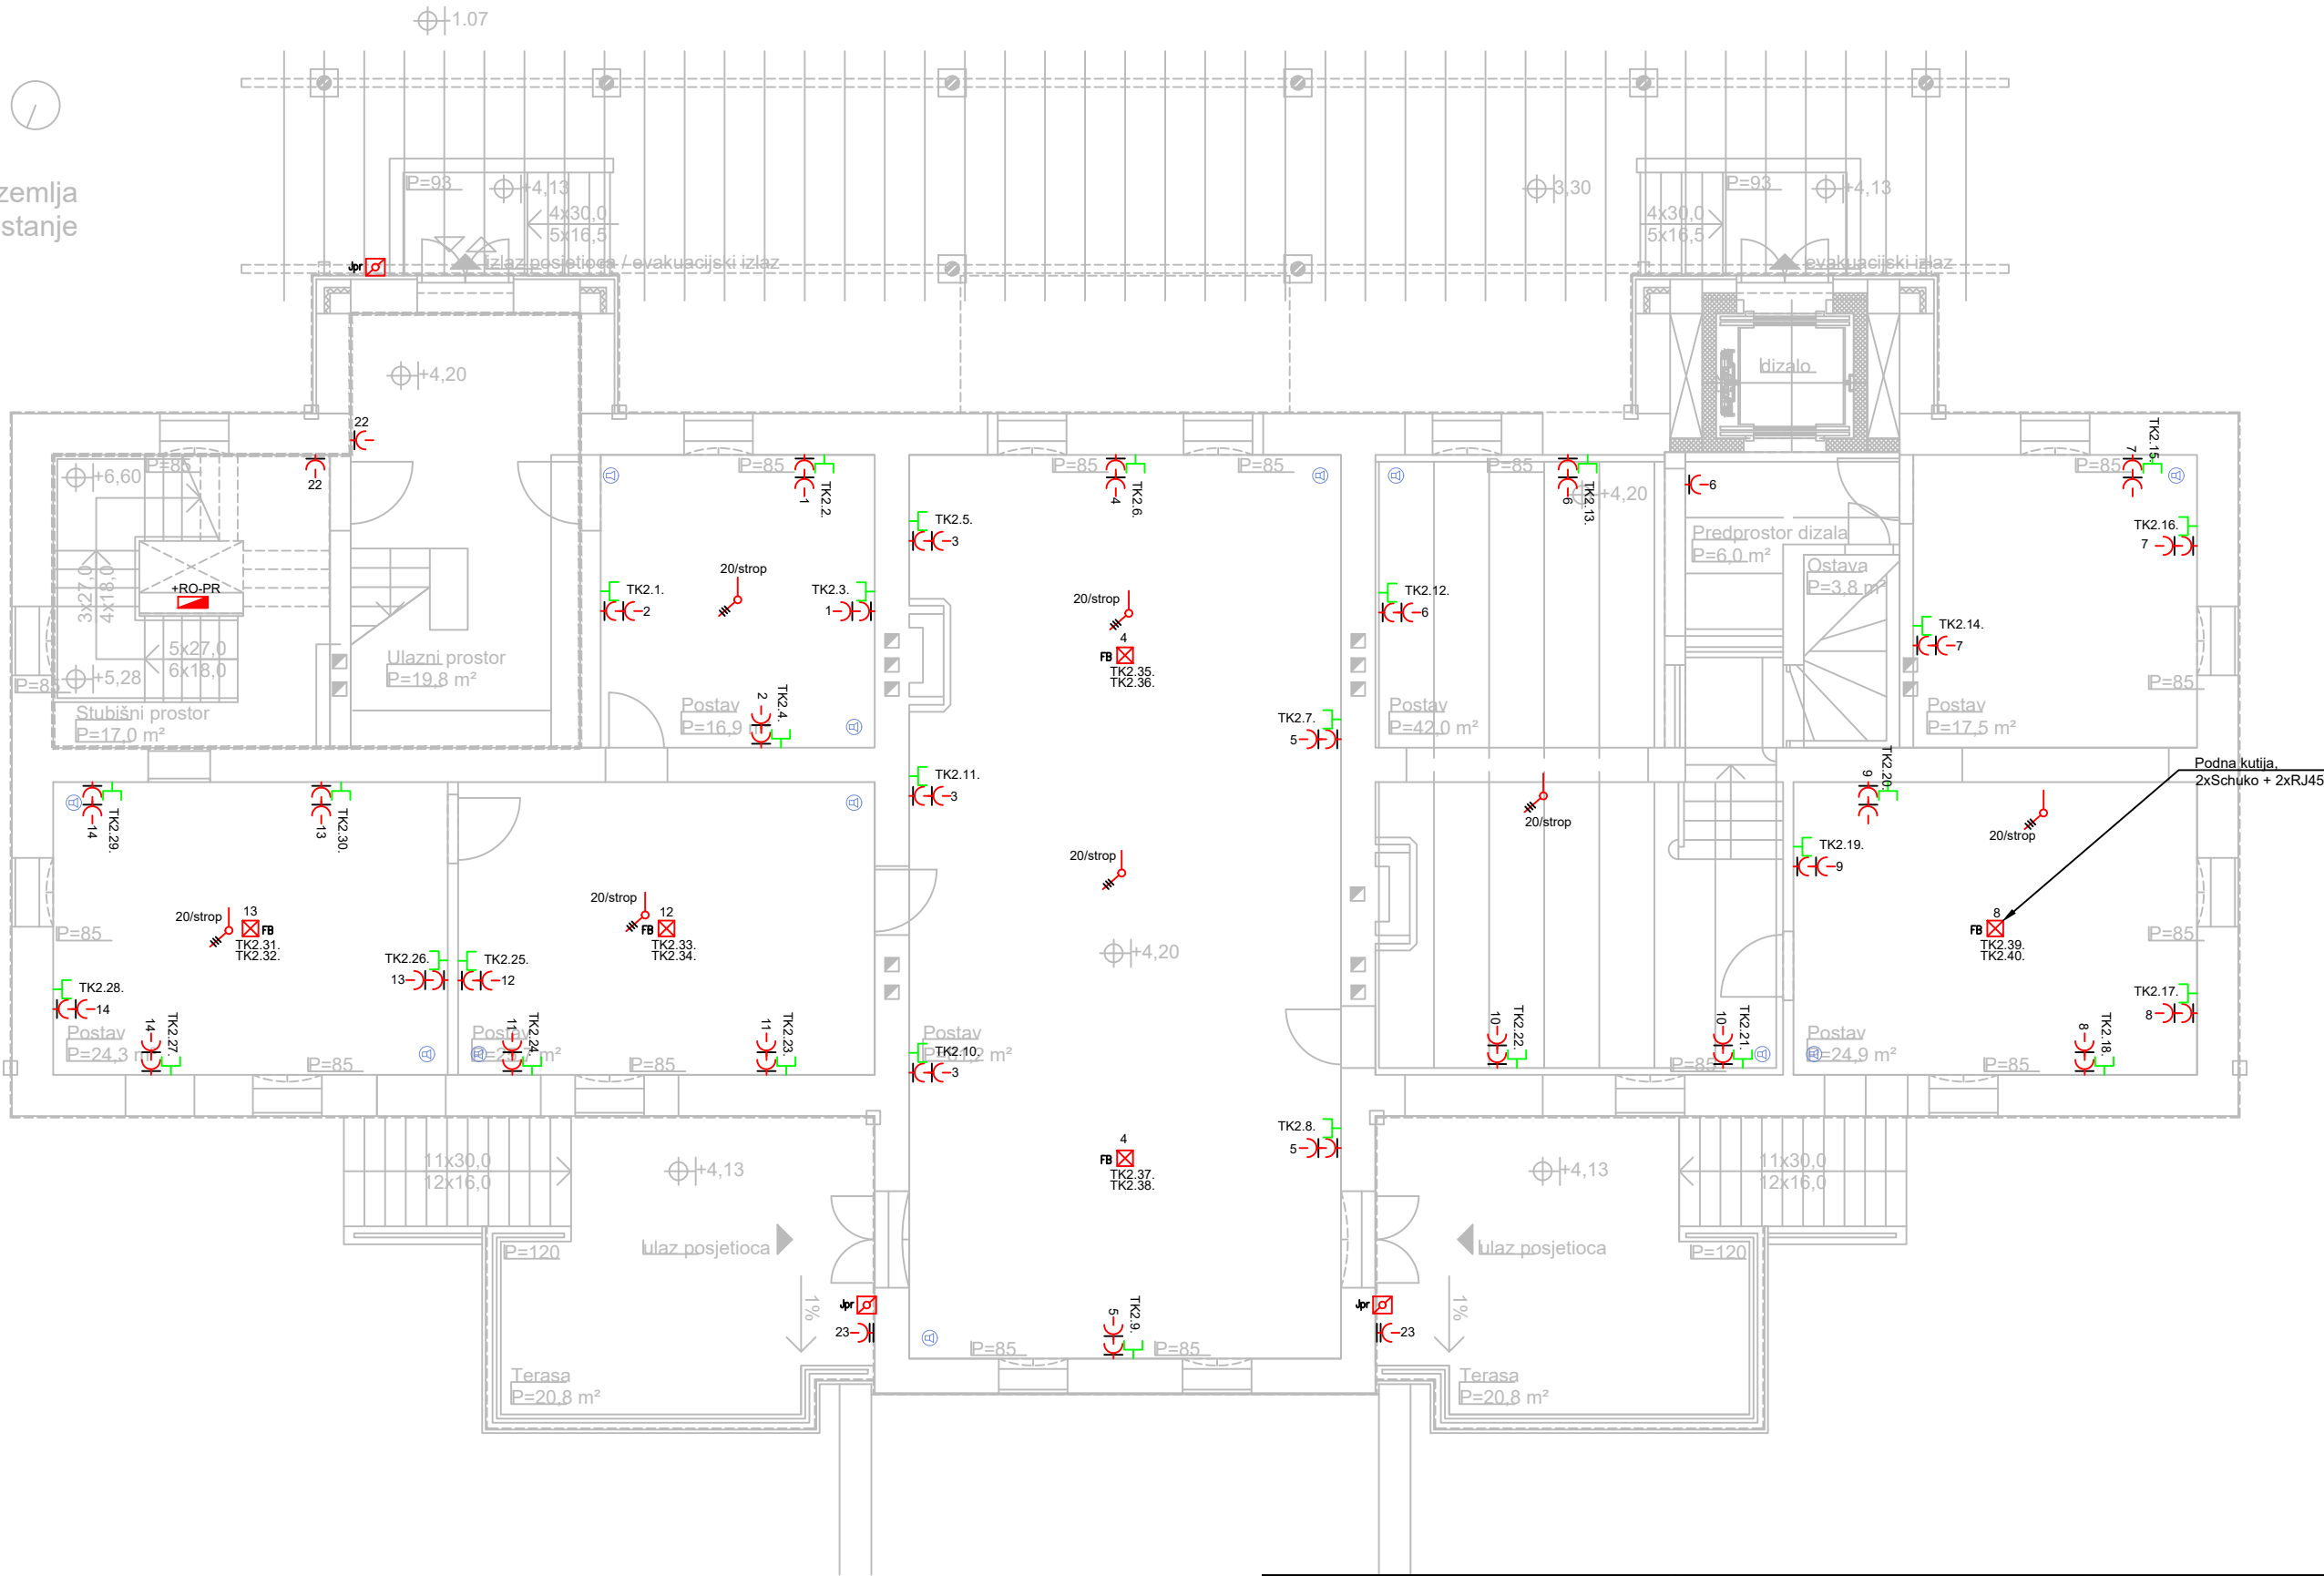 1.07
zemlja
stanje
P=93
+4,13
4x30,0
5x16,5
izlaz posjetioca / evakuacijski izlaz
Jpr
3,30
4x30,0
5x16,5
P=93
+4,13
evakuacijski izlaz
dizalo
+4,20
22
22
+6,60
P=85
3x27,0
4x18,0
+RO-PR
5x27,0
6x18,0
+5,28
P=85
Stubišni prostor
P=17,0 m²
Ulazni prostor
P=19,8 m²
P=85
1
TK2.2.
20/strop
TK2.1.
2
TK2.3.
1
2
TK2.4.
Postav
P=16,9
P=85
4
TK2.6.
P=85
TK2.5.
3
20/strop
4
FB
TK2.35.
TK2.36.
TK2.7.
5
TK2.11.
3
20/strop
+4,20
P=85
6
TK2.13.
+4,20
TK2.12.
6
Postav
P=42,0 m²
6
Predprostor dizala
P=6,0 m²
Ostava
P=3,8 m²
7
TK2.15.
P=85
TK2.16.
7
TK2.14.
7
P=85
Postav
P=17,5 m²
Podna kutija,
2xSchuko + 2xRJ45
14
TK2.29.
13
TK2.30.
20/strop
13
FB
TK2.31.
TK2.32.
P=85
TK2.28.
14
TK2.26.
13
Postav
P=24,3
14
TK2.27.
P=85
20/strop
12
FB
TK2.33.
TK2.34.
TK2.25.
12
Postav
11
TK2.24.
P=85
11
TK2.23.
Postav
TK2.10.
3
20/strop
10
TK2.22.
10
TK2.21.
P=85
9
TK2.20.
TK2.19.
9
20/strop
8
FB
TK2.39.
TK2.40.
P=85
TK2.17.
8
Postav
P=24,9 m²
P=85
8
TK2.18.
TK2.8.
5
4
FB
TK2.37.
TK2.38.
11x30,0
12x16,0
+4,13
P=120
ulaz posjetioca
1%
Jpr
23
Terasa
P=20,8 m²
P=85
5
TK2.9.
P=85
+4,13
11x30,0
12x16,0
ulaz posjetioca
P=120
1%
Jpr
23
Terasa
P=20,8 m²